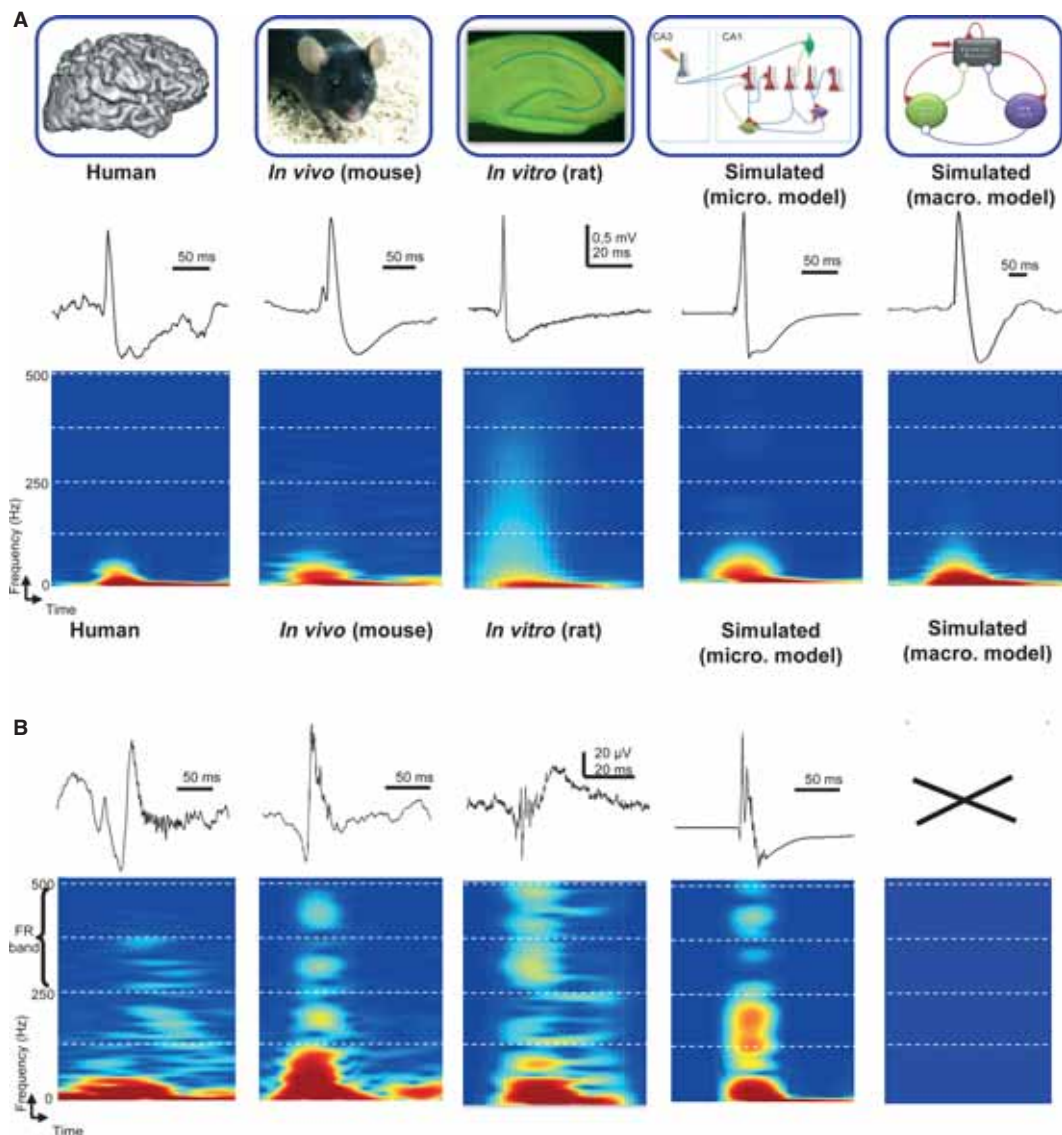 A
CA3
CA1
Human
In vivo (mouse)
In vitro (rat)
Simulated
(micro. model)
Simulated
(macro. model)
50 ms
50 ms
0,5 mV
20 ms
50 ms
50 ms
500
250
0
Frequency (Hz)
Time
Human
In vivo (mouse)
In vitro (rat)
Simulated
(micro. model)
Simulated
(macro. model)
B
50 ms
50 ms
20 µV
20 ms
50 ms
500
FR
band
250
0
Frequency (Hz)
Time